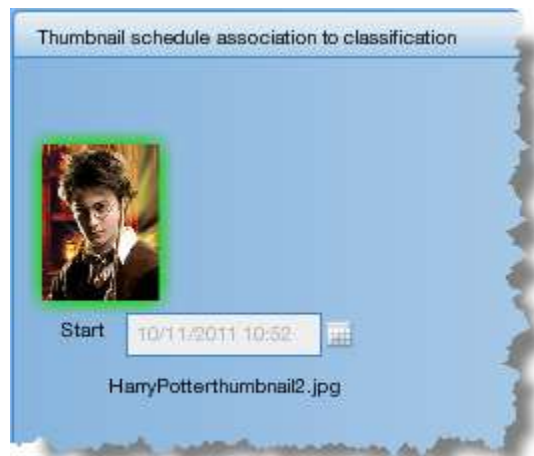 Thumbnail schedule association to classification
Start
10/11/2011 10:52
HarryPotterthumbnail2.jpg